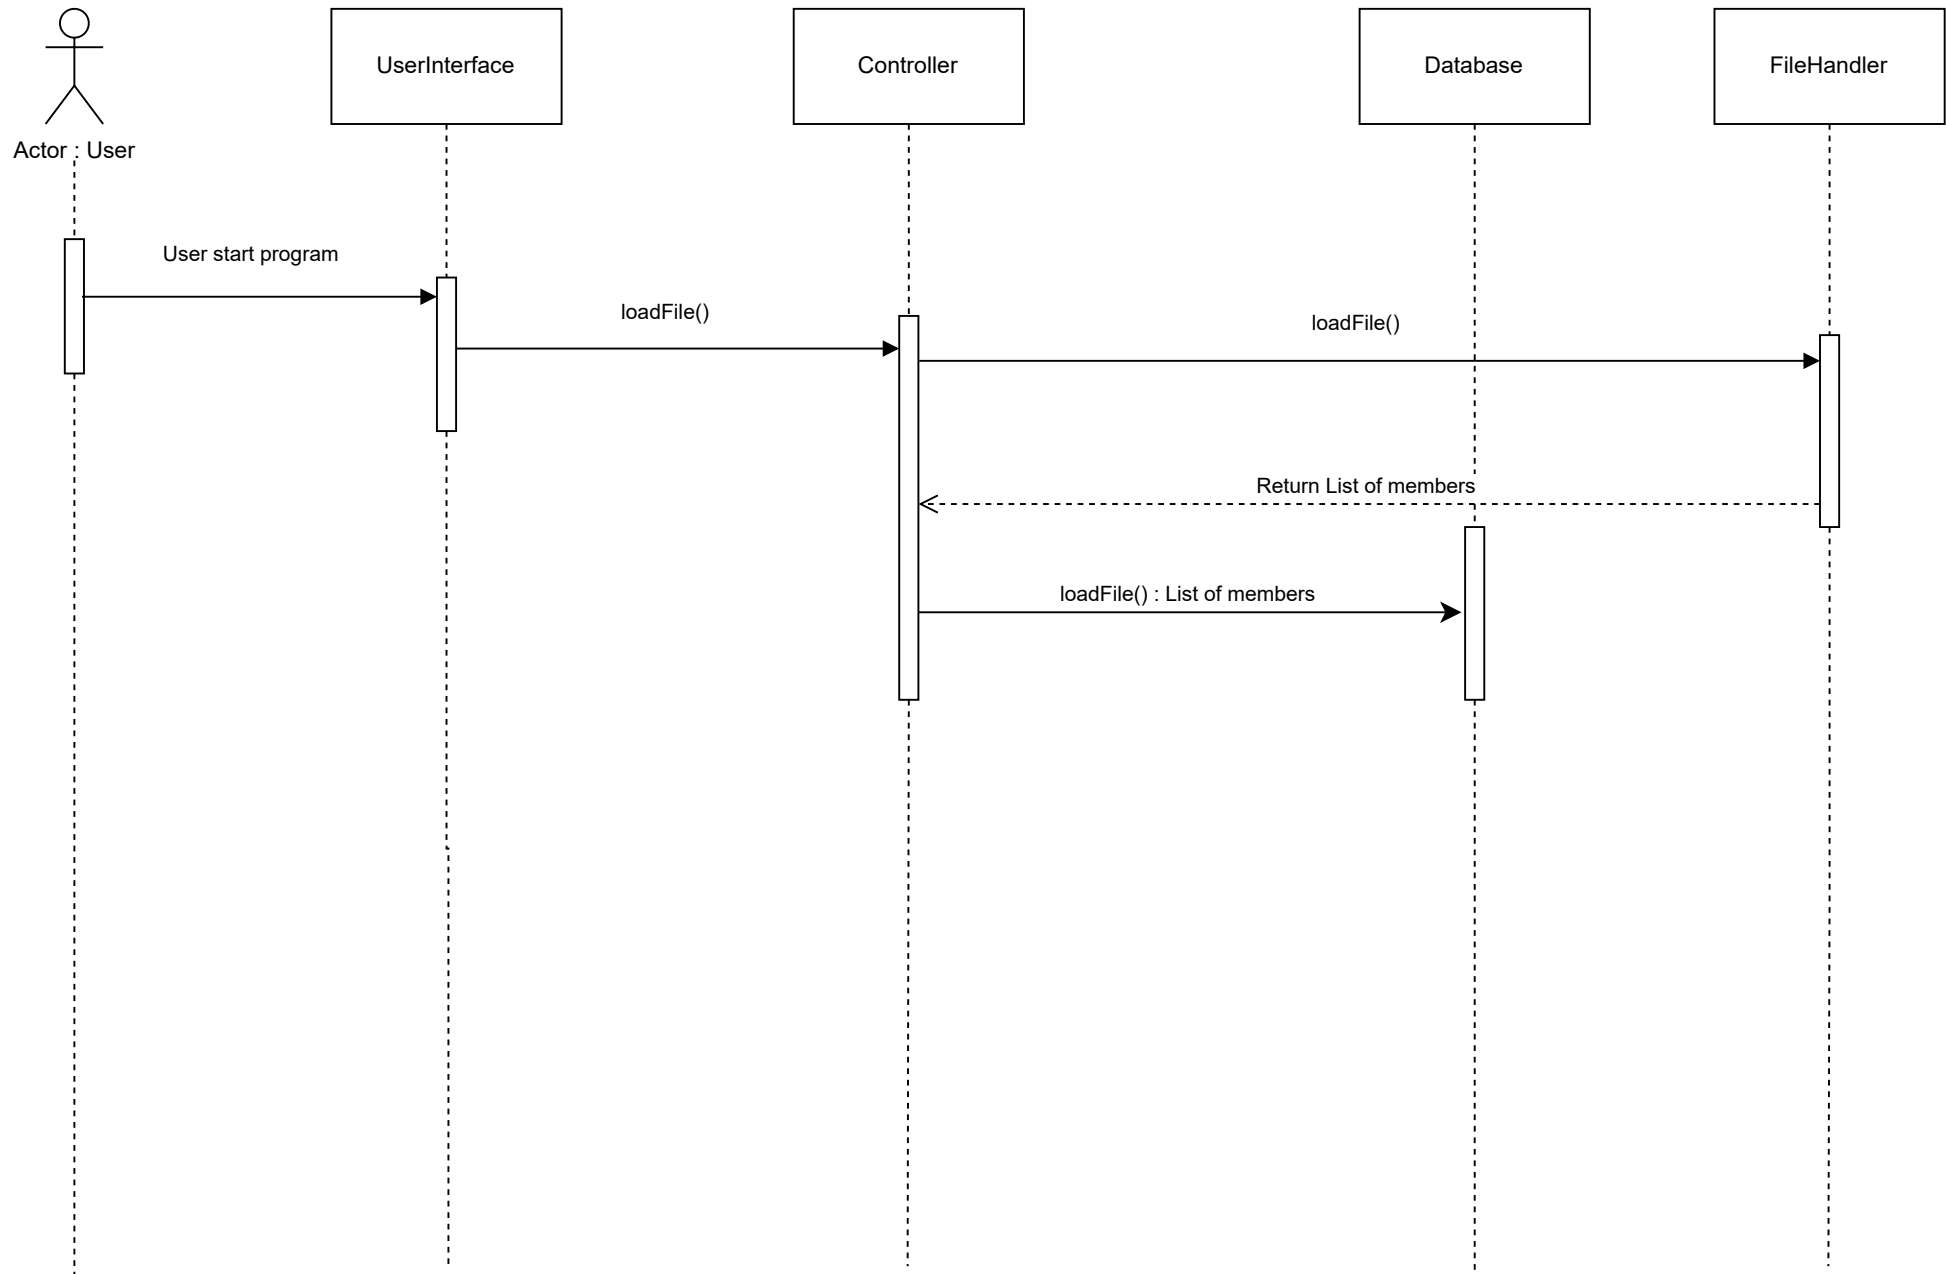 UserInterface
Controller
Database
FileHandler
Actor : User
User start program
loadFile()
loadFile()
Return List of members
loadFile() : List of members